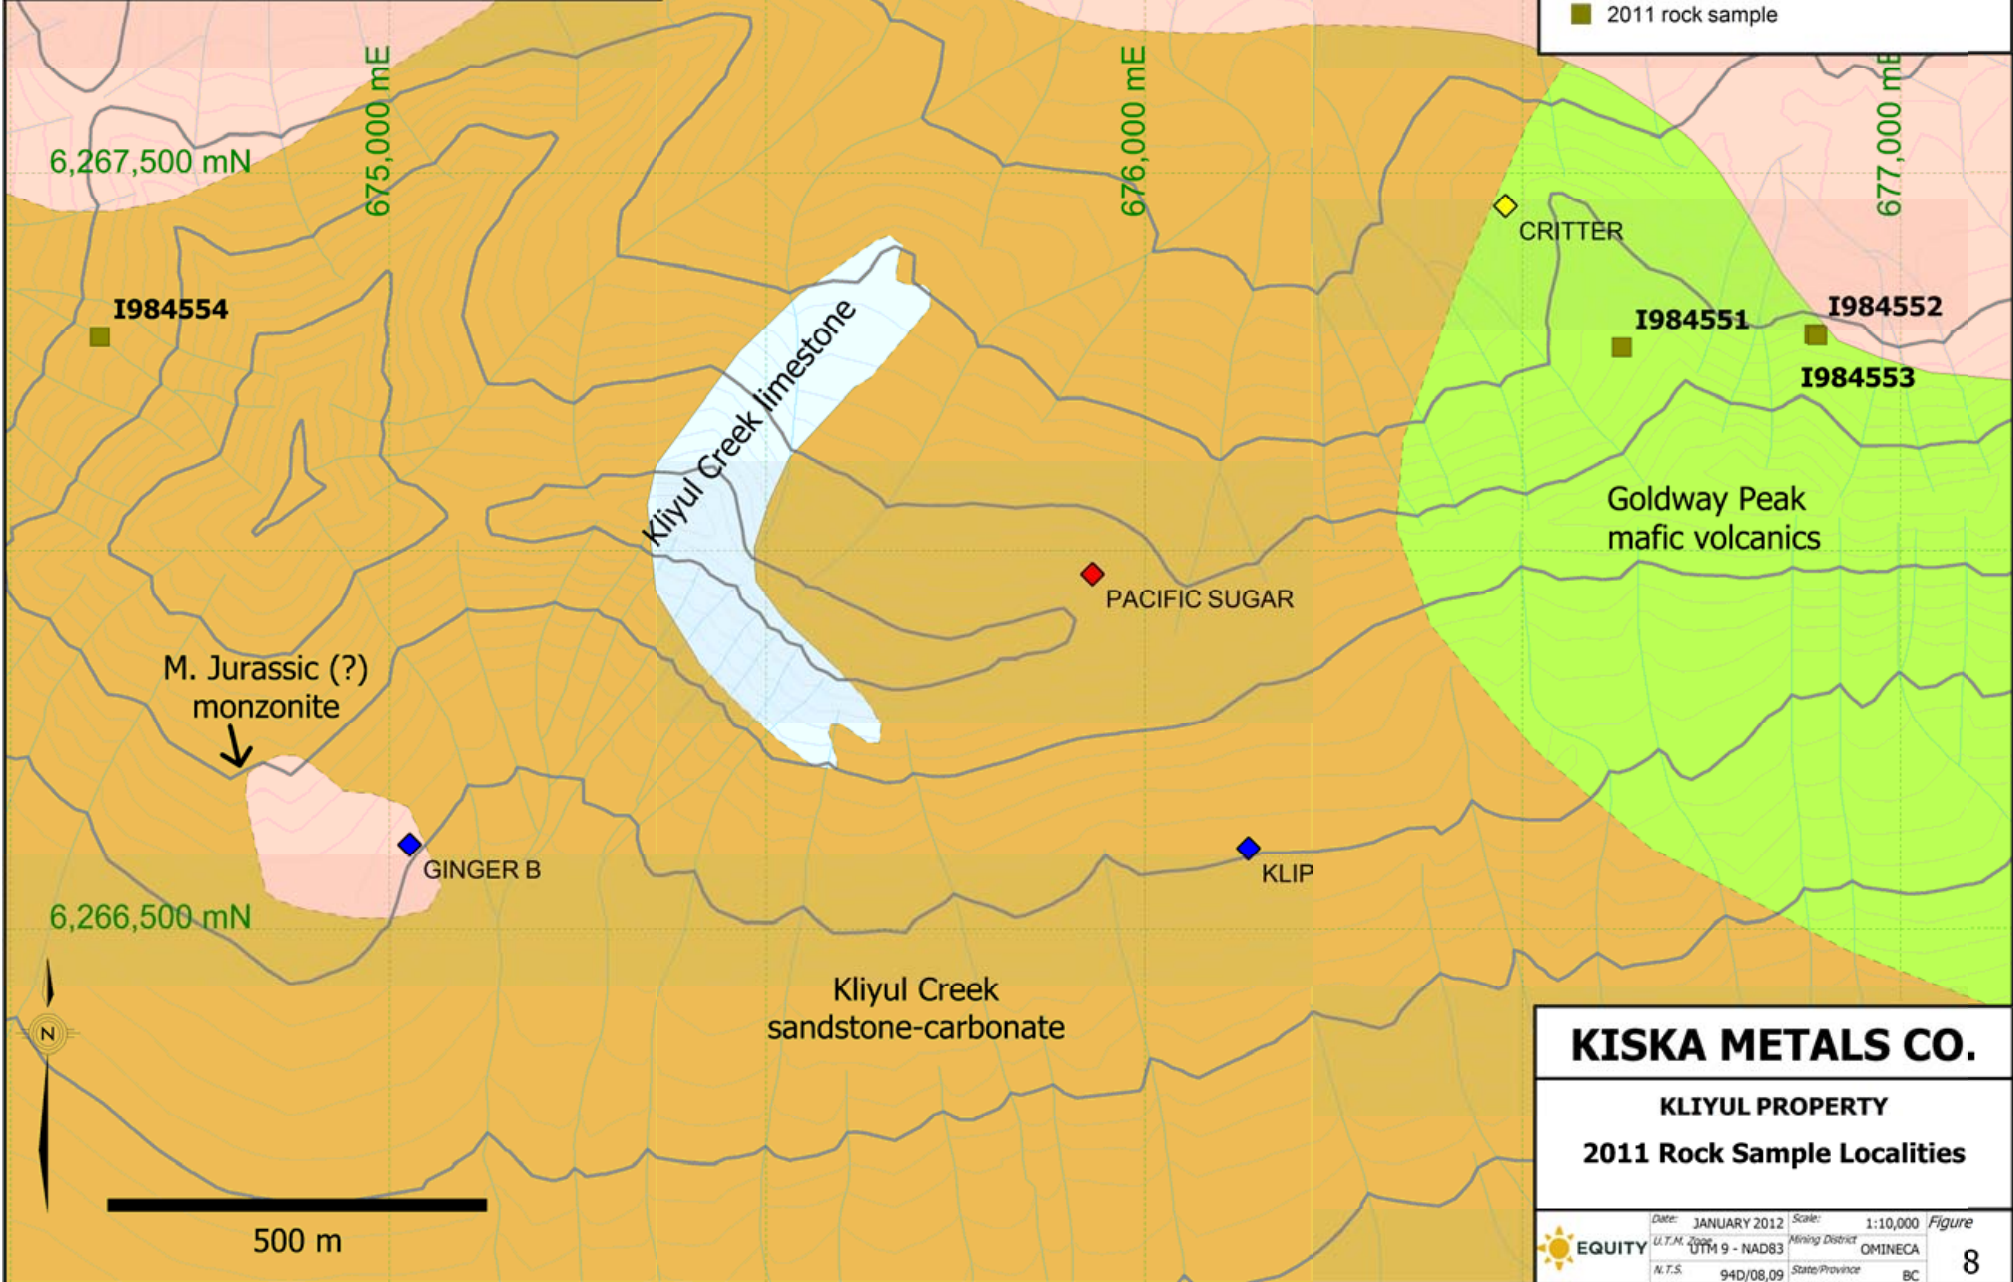 2011 rock sample
675,000 mE
676,000 mE
677,000 mE
6,267,500 mN
CRITTER
I984554
I984551
I984552
I984553
Kliyul Creek limestone
Goldway Peak
mafic volcanics
PACIFIC SUGAR
M. Jurassic (?)
monzonite
GINGER B
KLIP
6,266,500 mN
Kliyul Creek
sandstone-carbonate
N
500 m
KISKA METALS CO.
KLIYUL PROPERTY
2011 Rock Sample Localities
EQUITY
Date: JANUARY 2012 Scale: 1:10,000 Figure
U.T.M. Zone UTM 9 - NAD83 Mining District OMINECA
8
N.T.S. 94D/08,09 State/Province BC